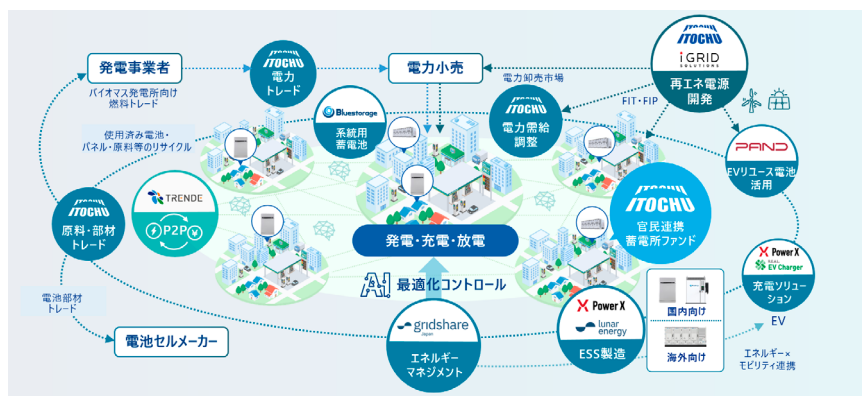 発電事業者
バイオマス発電所向け
燃料トレード
ITOCHU
電力
トレード
電力小売
電力卸売市場
ITOCHU
iGRID
SOLUTIONS
再エネ電源
開発
FIT・FIP
Bluestorage
系統用
蓄電池
ITOCHU
電力需給
調整
使用済み電池・
パネル・原料等のリサイクル
PAND
EVリユース電池
活用
TRENDE
P2P
¥
ITOCHU
原料・部材
トレード
ITOCHU
官民連携
蓄電所ファンド
発電・充電・放電
AI 最適化コントロール
電池部材
トレード
電池セルメーカー
gridshare
Japan
エネルギー
マネジメント
Power X
lunar
energy
ESS製造
国内向け
海外向け
Power X
REAL
EV Charger
充電ソリュー
ション
EV
エネルギー×
モビリティ連携